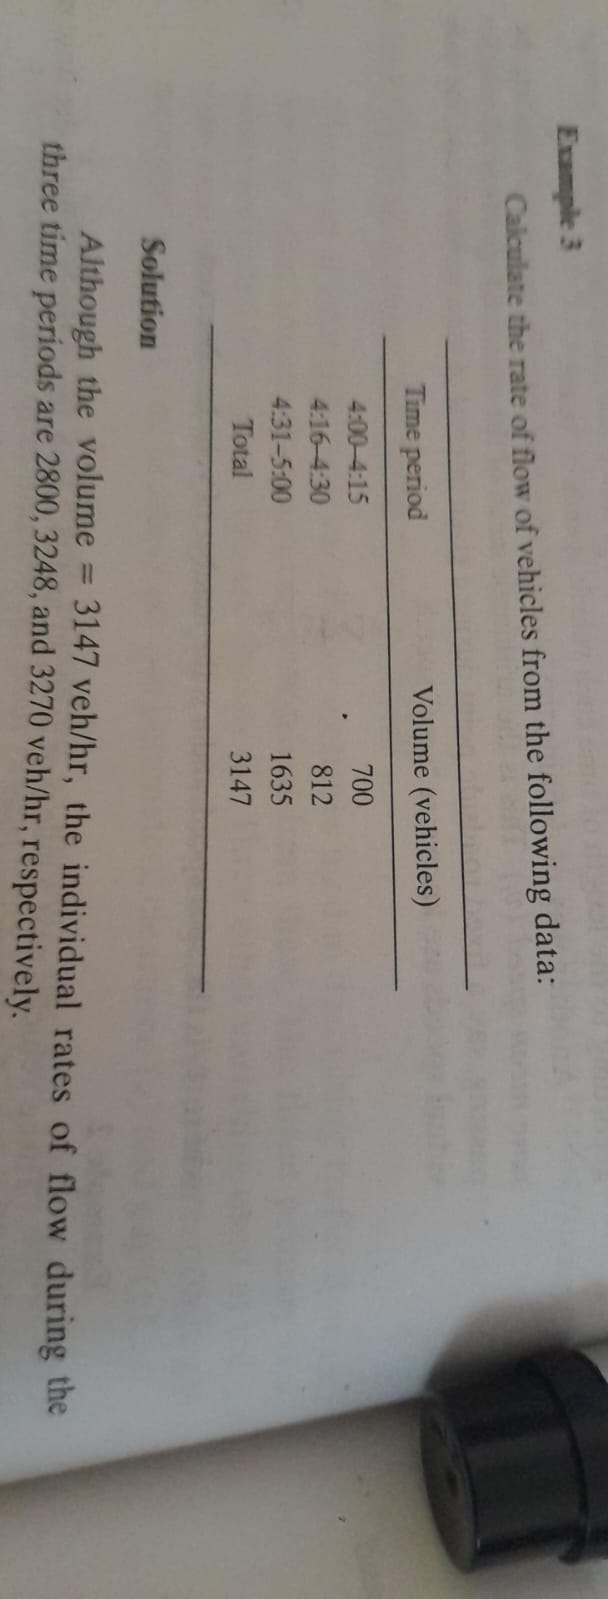 Example 3
Calculate the rate of flow of vehicles from the following data:
Time period Volume (vehicles)
4:00–4:15 700
4:16–4:30 812
4:31–5:00 1635
Total 3147
Solution
Although the volume = 3147 veh/hr, the individual rates of flow during the
three time periods are 2800, 3248, and 3270 veh/hr, respectively.